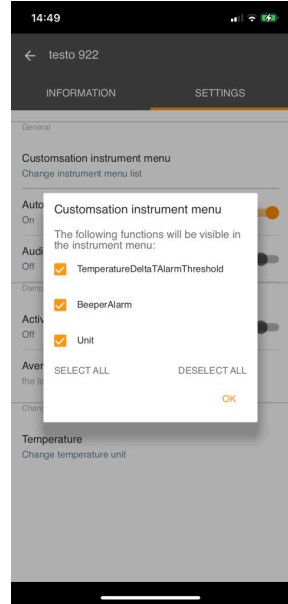 14:49
testo 922
INFORMATION
SETTINGS
General
Customsation instrument menu
Change instrument menu list
Auto
On
Customsation instrument menu
The following functions will be visible in
the instrument menu:
TemperatureDeltaTAlarmThreshold
BeeperAlarm
Unit
SELECT ALL
DESELECT ALL
OK
Audi
Off
Damp
Activ
Off
Aver
the la
Chang
Temperature
Change temperature unit